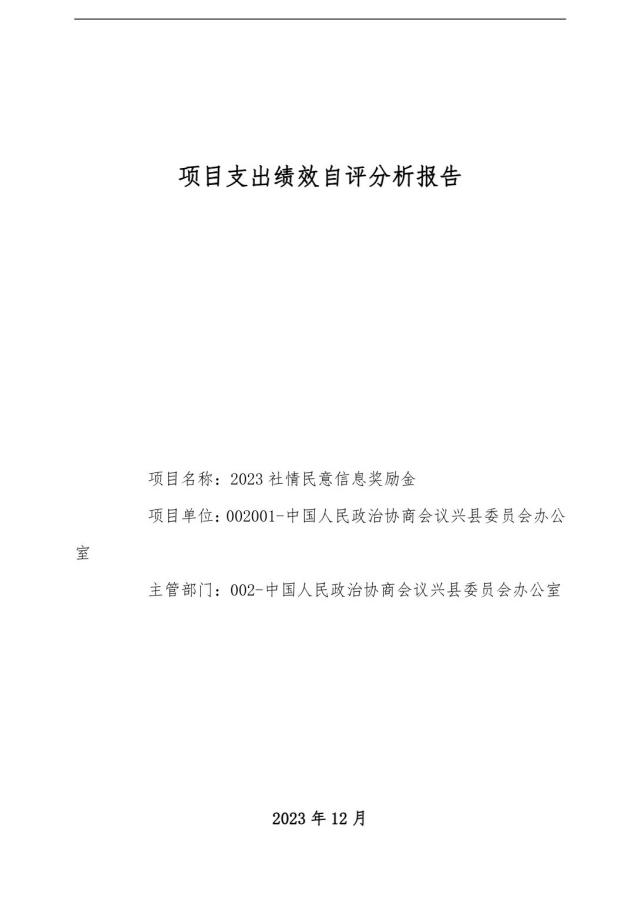 项目支出绩效自评分析报告
项目名称：2023 社情民意信息奖励金
项目单位：002001-中国人民政治协商会议兴县委员会办公
室
主管部门：002-中国人民政治协商会议兴县委员会办公室
2023 年 12 月